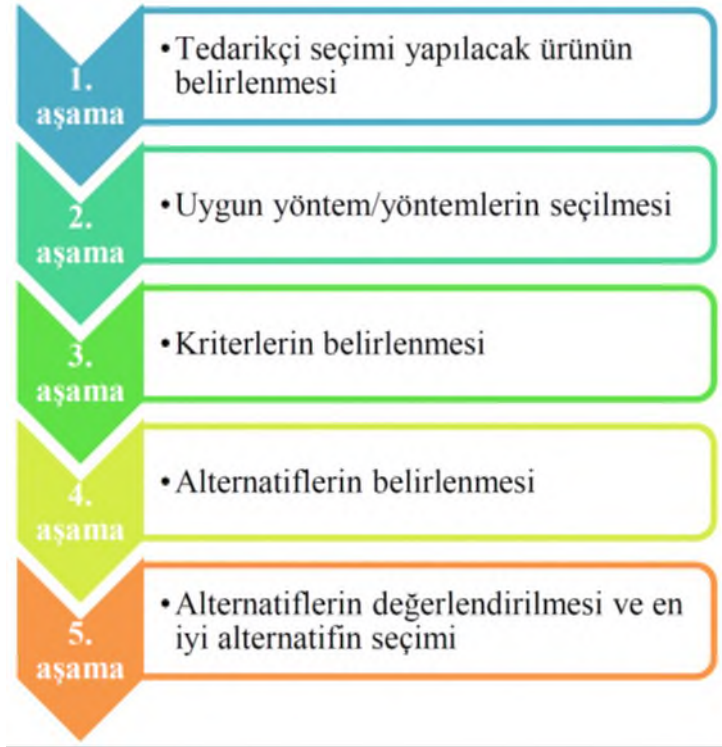 1.
aşama
•Tedarikçi seçimi yapılacak ürünün
belirlenmesi
2.
aşama
•Uygun yöntem/yöntemlerin seçilmesi
3.
aşama
•Kriterlerin belirlenmesi
4.
aşama
•Alternatiflerin belirlenmesi
5.
aşama
•Alternatiflerin değerlendirilmesi ve en
iyi alternatifin seçimi